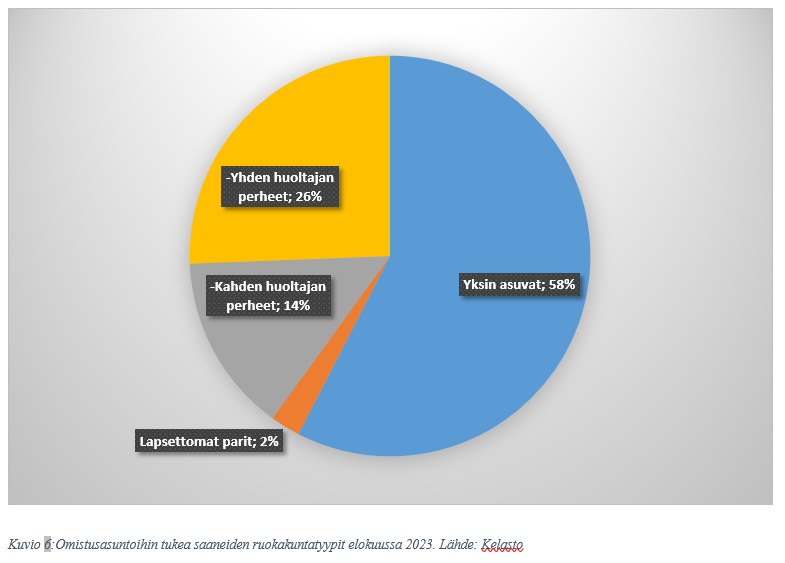 -Yhden huoltajan
perheet; 26%
-Kahden huoltajan
perheet; 14%
Yksin asuvat; 58%
Lapsettomat parit; 2%
Kuvio 6:Omistusasuntoihin tukea saaneiden ruokakuntatyypit elokuussa 2023. Lähde: Kelasto